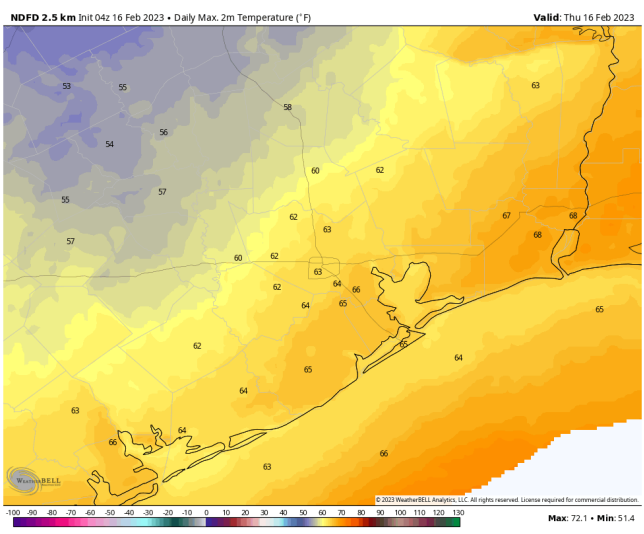 NDFD 2.5 km Init 04z 16 Feb 2023 • Daily Max. 2m Temperature (°F)
Valid: Thu 16 Feb 2023
53 55 63
58
56
54
60 62
57
55
67 68
62
63 68
57
60 62
63
64
62 66
64 65 65
62 65
64
65
64
63
64
66
66
63
WEATHERBELL
© 2023 WeatherBELL Analytics, LLC. All rights reserved. License required for commercial distribution.
-100 -90 -80 -70 -60 -50 -40 -30 -20 -10 0 10 20 30 40 50 60 70 80 90 100 110 120 130
Max: 72.1 • Min: 51.4